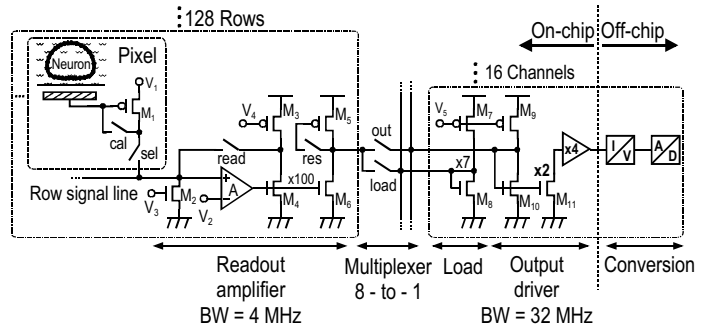 128 Rows
On-chip
Off-chip
Pixel
Neuron
V1
M1
cal
sel
16 Channels
V4
M3
M5
V5
M7
M9
out
read
res
load
x7
x2
x4
I
V
A
D
Row signal line
M2
V3
V2
A
+
−
x100
M4
M6
M8
M10
M11
Readout
amplifier
BW = 4 MHz
Multiplexer
8 - to - 1
Load
Output
driver
BW = 32 MHz
Conversion